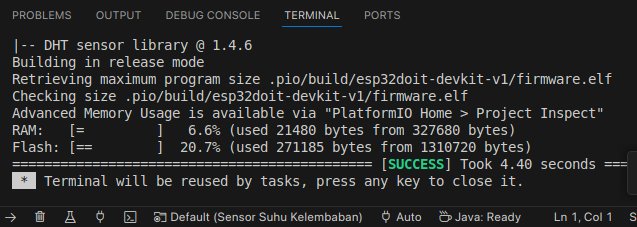 PROBLEMS OUTPUT DEBUG CONSOLE TERMINAL PORTS
|-- DHT sensor library @ 1.4.6
Building in release mode
Retrieving maximum program size .pio/build/esp32doit-devkit-v1/firmware.elf
Checking size .pio/build/esp32doit-devkit-v1/firmware.elf
Advanced Memory Usage is available via "PlatformIO Home > Project Inspect"
RAM:   [=         ]   6.6% (used 21480 bytes from 327680 bytes)
Flash: [==        ]  20.7% (used 271185 bytes from 1310720 bytes)
============================================= [SUCCESS] Took 4.40 seconds ===
 *  Terminal will be reused by tasks, press any key to close it.
Default (Sensor Suhu Kelembaban) Auto Java: Ready Ln 1, Col 1 S